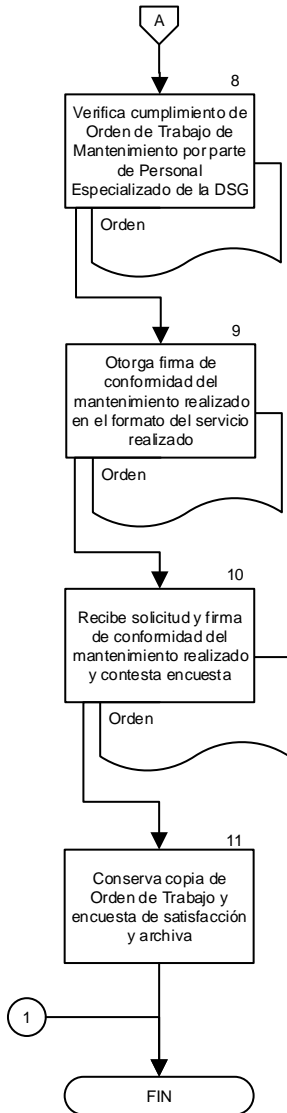 A
8
Verifica cumplimiento de
Orden de Trabajo de
Mantenimiento por parte
de Personal
Especializado de la DSG
Orden
9
Otorga firma de
conformidad del
mantenimiento realizado
en el formato del servicio
realizado
Orden
10
Recibe solicitud y firma
de conformidad del
mantenimiento realizado
y contesta encuesta
Orden
11
Conserva copia de
Orden de Trabajo y
encuesta de satisfacción
y archiva
1
FIN